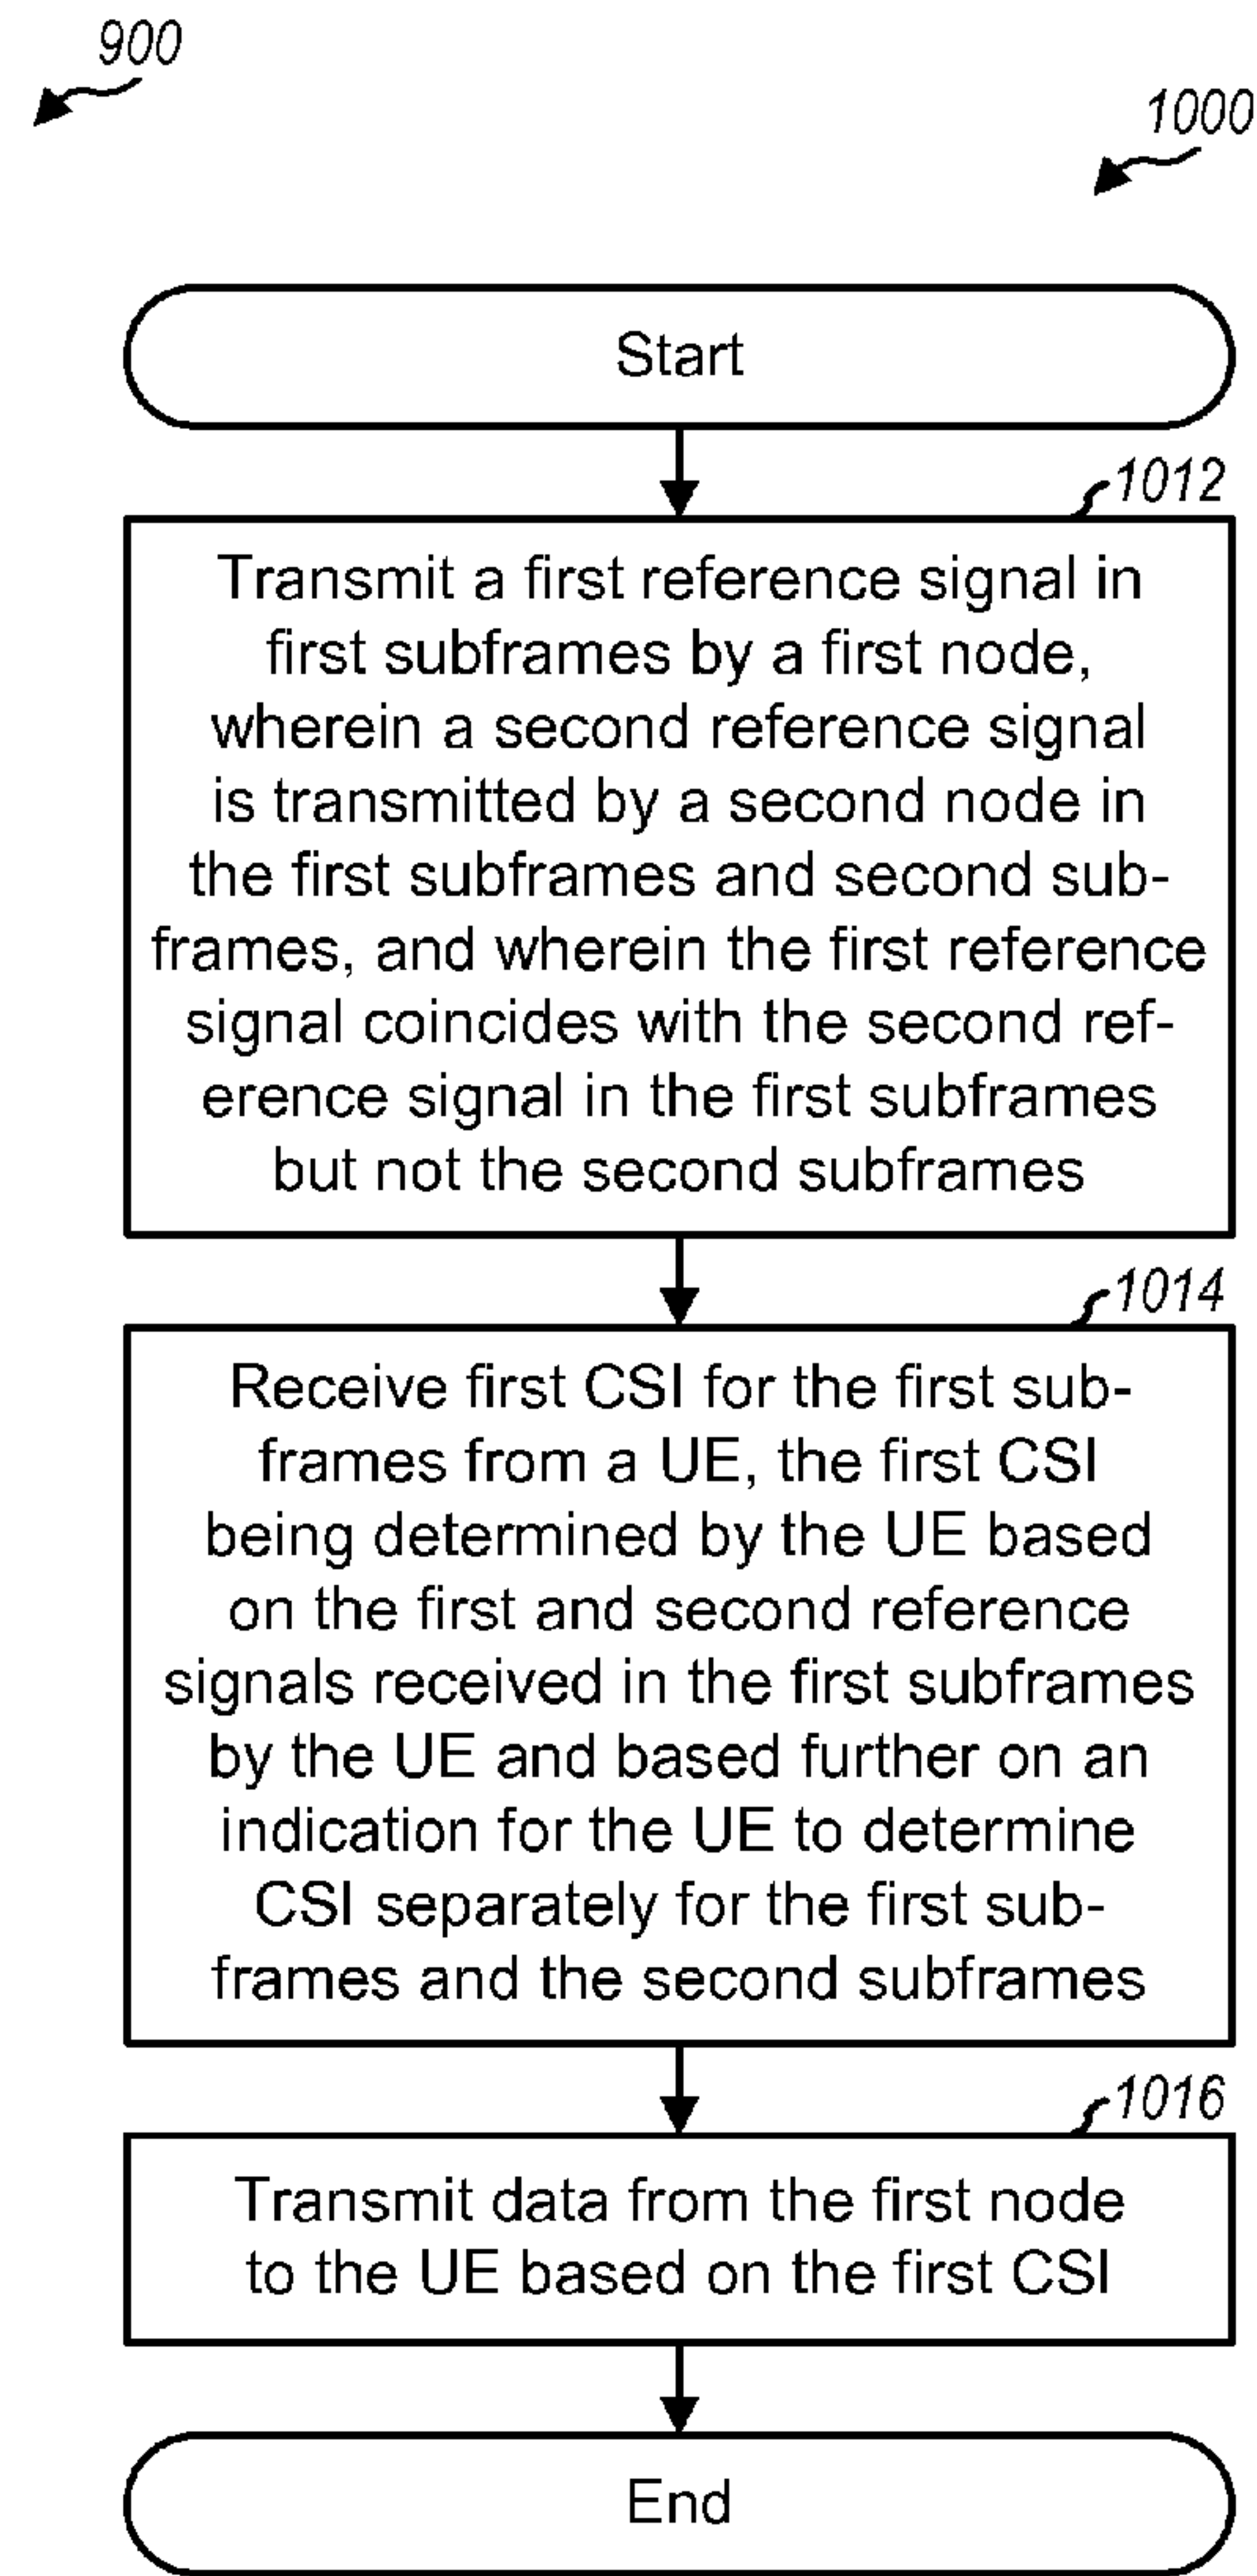 900
1000
Start
1012
Transmit a first reference signal in
first subframes by a first node,
wherein a second reference signal
is transmitted by a second node in
the first subframes and second sub-
frames, and wherein the first reference
signal coincides with the second ref-
erence signal in the first subframes
but not the second subframes
1014
Receive first CSI for the first sub-
frames from a UE, the first CSI
being determined by the UE based
on the first and second reference
signals received in the first subframes
by the UE and based further on an
indication for the UE to determine
CSI separately for the first sub-
frames and the second subframes
1016
Transmit data from the first node
to the UE based on the first CSI
End